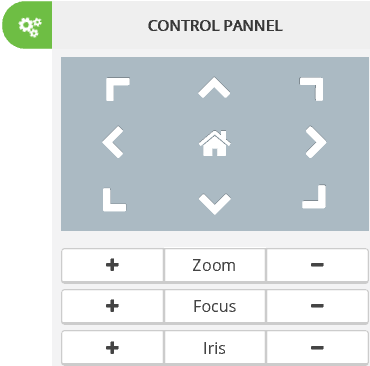 CONTROL PANNEL
+ Zoom −
+ Focus −
+ Iris −